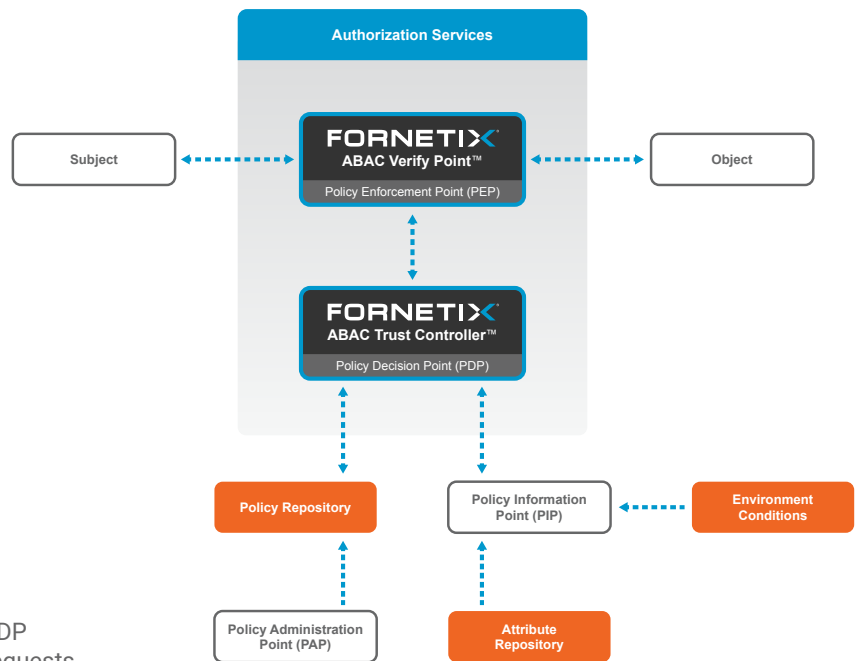 Authorization Services
FORNETIX
ABAC Verify Point™
Policy Enforcement Point (PEP)
Subject
Object
FORNETIX
ABAC Trust Controller™
Policy Decision Point (PDP)
Policy Repository
Policy Information
Point (PIP)
Environment
Conditions
Policy Administration
Point (PAP)
Attribute
Repository